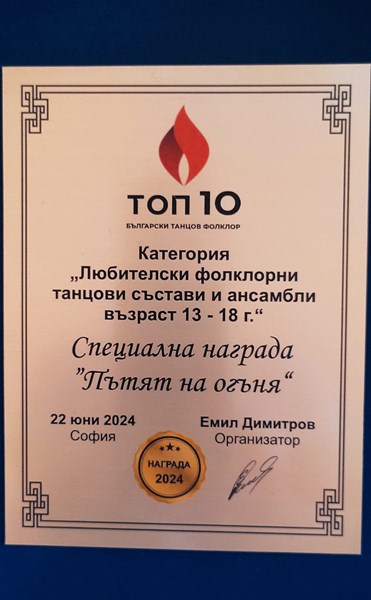 ТОП 10
БЪЛГАРСКИ ТАНЦОВ ФОЛКЛОР
Категория
„Любителски фолклорни
танцови състави и ансамбли
възраст 13 - 18 г.“
Специална награда
”Пътят на огъня“
22 юни 2024
София
Емил Димитров
Организатор
НАГРАДА
2024